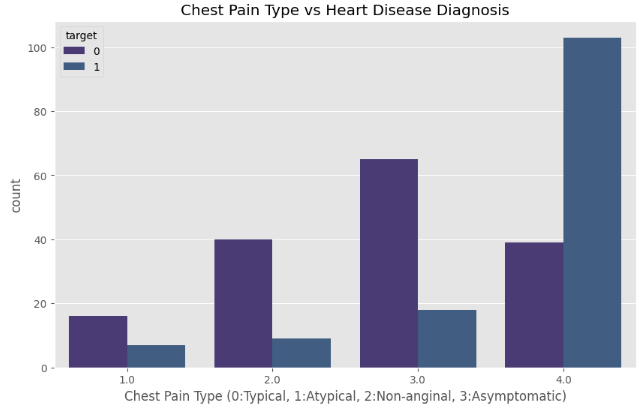 Chest Pain Type vs Heart Disease Diagnosis
target
0
1
100
80
60
40
20
0
count
1.0 2.0 3.0 4.0
Chest Pain Type (0:Typical, 1:Atypical, 2:Non-anginal, 3:Asymptomatic)